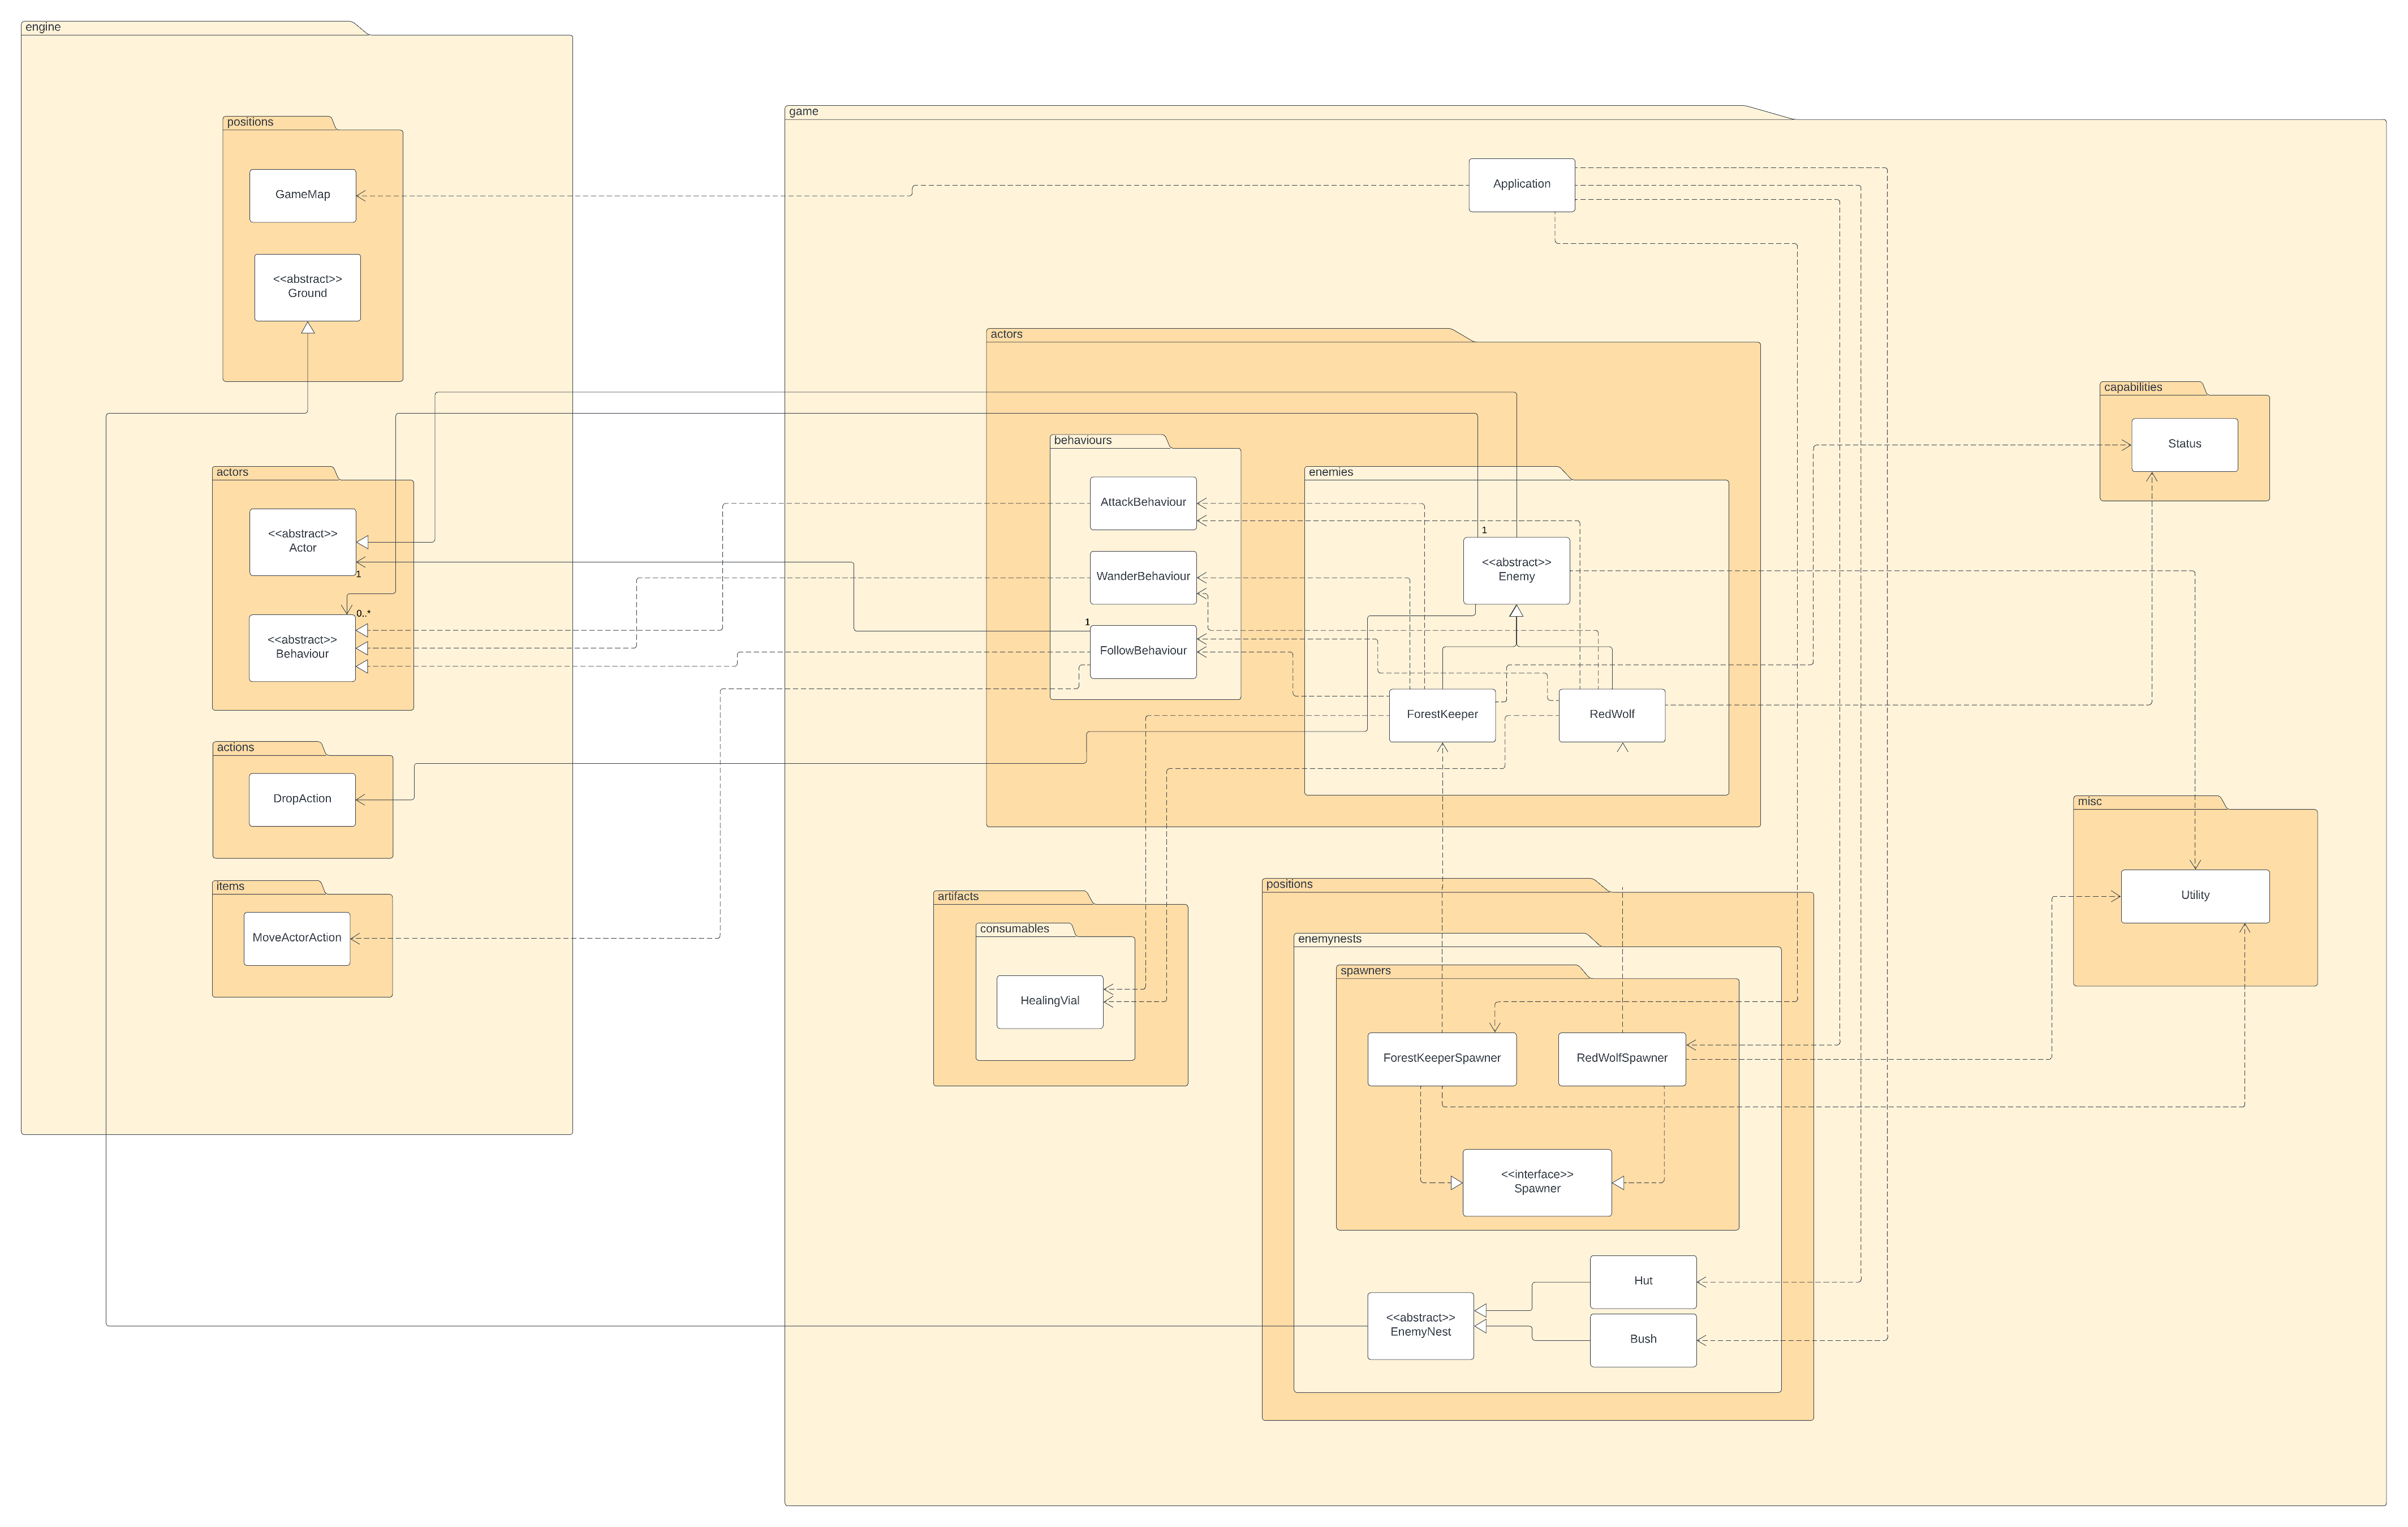 engine
positions
GameMap
<<abstract>>
Ground
actors
<<abstract>>
Actor
1
0..*
<<abstract>>
Behaviour
actions
DropAction
items
MoveActorAction
game
Application
actors
behaviours
AttackBehaviour
WanderBehaviour
1
FollowBehaviour
enemies
1
<<abstract>>
Enemy
ForestKeeper
RedWolf
capabilities
Status
misc
Utility
artifacts
consumables
HealingVial
positions
enemynests
spawners
ForestKeeperSpawner
RedWolfSpawner
<<interface>>
Spawner
<<abstract>>
EnemyNest
Hut
Bush